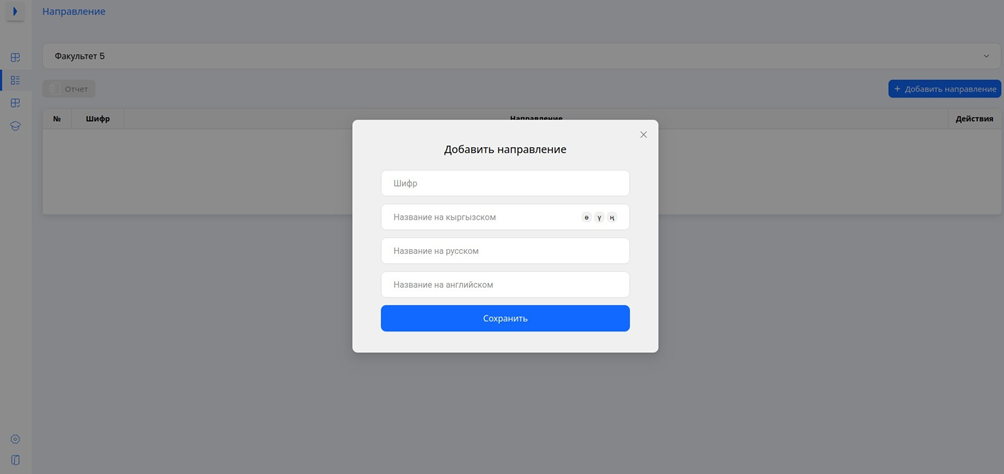 Направление
Факультет 5
Отчет
+ Добавить направление
№ Шифр Направление Действия
Добавить направление
Шифр
Название на кыргызском ө ү ң
Название на русском
Название на английском
Сохранить